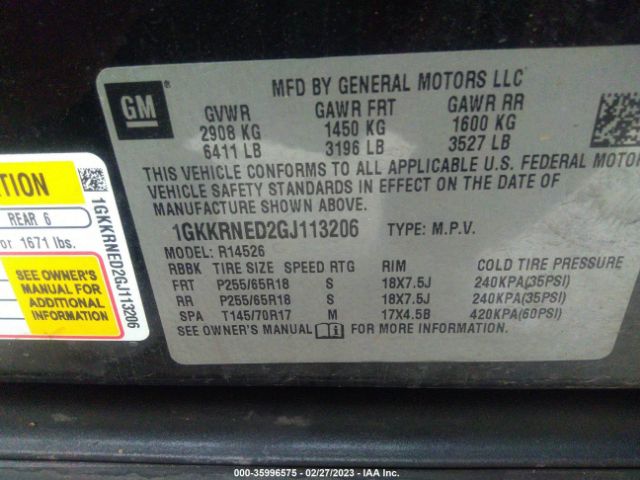 GM
MFD BY GENERAL MOTORS LLC
GVWR GAWR FRT GAWR RR
2908 KG 1450 KG 1600 KG
6411 LB 3196 LB 3527 LB
THIS VEHICLE CONFORMS TO ALL APPLICABLE U.S. FEDERAL MOTOR
VEHICLE SAFETY STANDARDS IN EFFECT ON THE DATE OF
MANUFACTURE SHOWN ABOVE.
1GKKRNED2GJ113206 TYPE: M.P.V.
MODEL: R14526
RBBK TIRE SIZE SPEED RTG RIM COLD TIRE PRESSURE
FRT P255/65R18 S 18X7.5J 240KPA(35PSI)
RR P255/65R18 S 18X7.5J 240KPA(35PSI)
SPA T145/70R17 M 17X4.5B 420KPA(60PSI)
SEE OWNER'S MANUAL FOR MORE INFORMATION.
REAR 6
or 1671 lbs.
SEE OWNER'S
MANUAL FOR
ADDITIONAL
INFORMATION
1GKKRNED2GJ113206
000-35996575 - 02/27/2023 - IAA Inc.